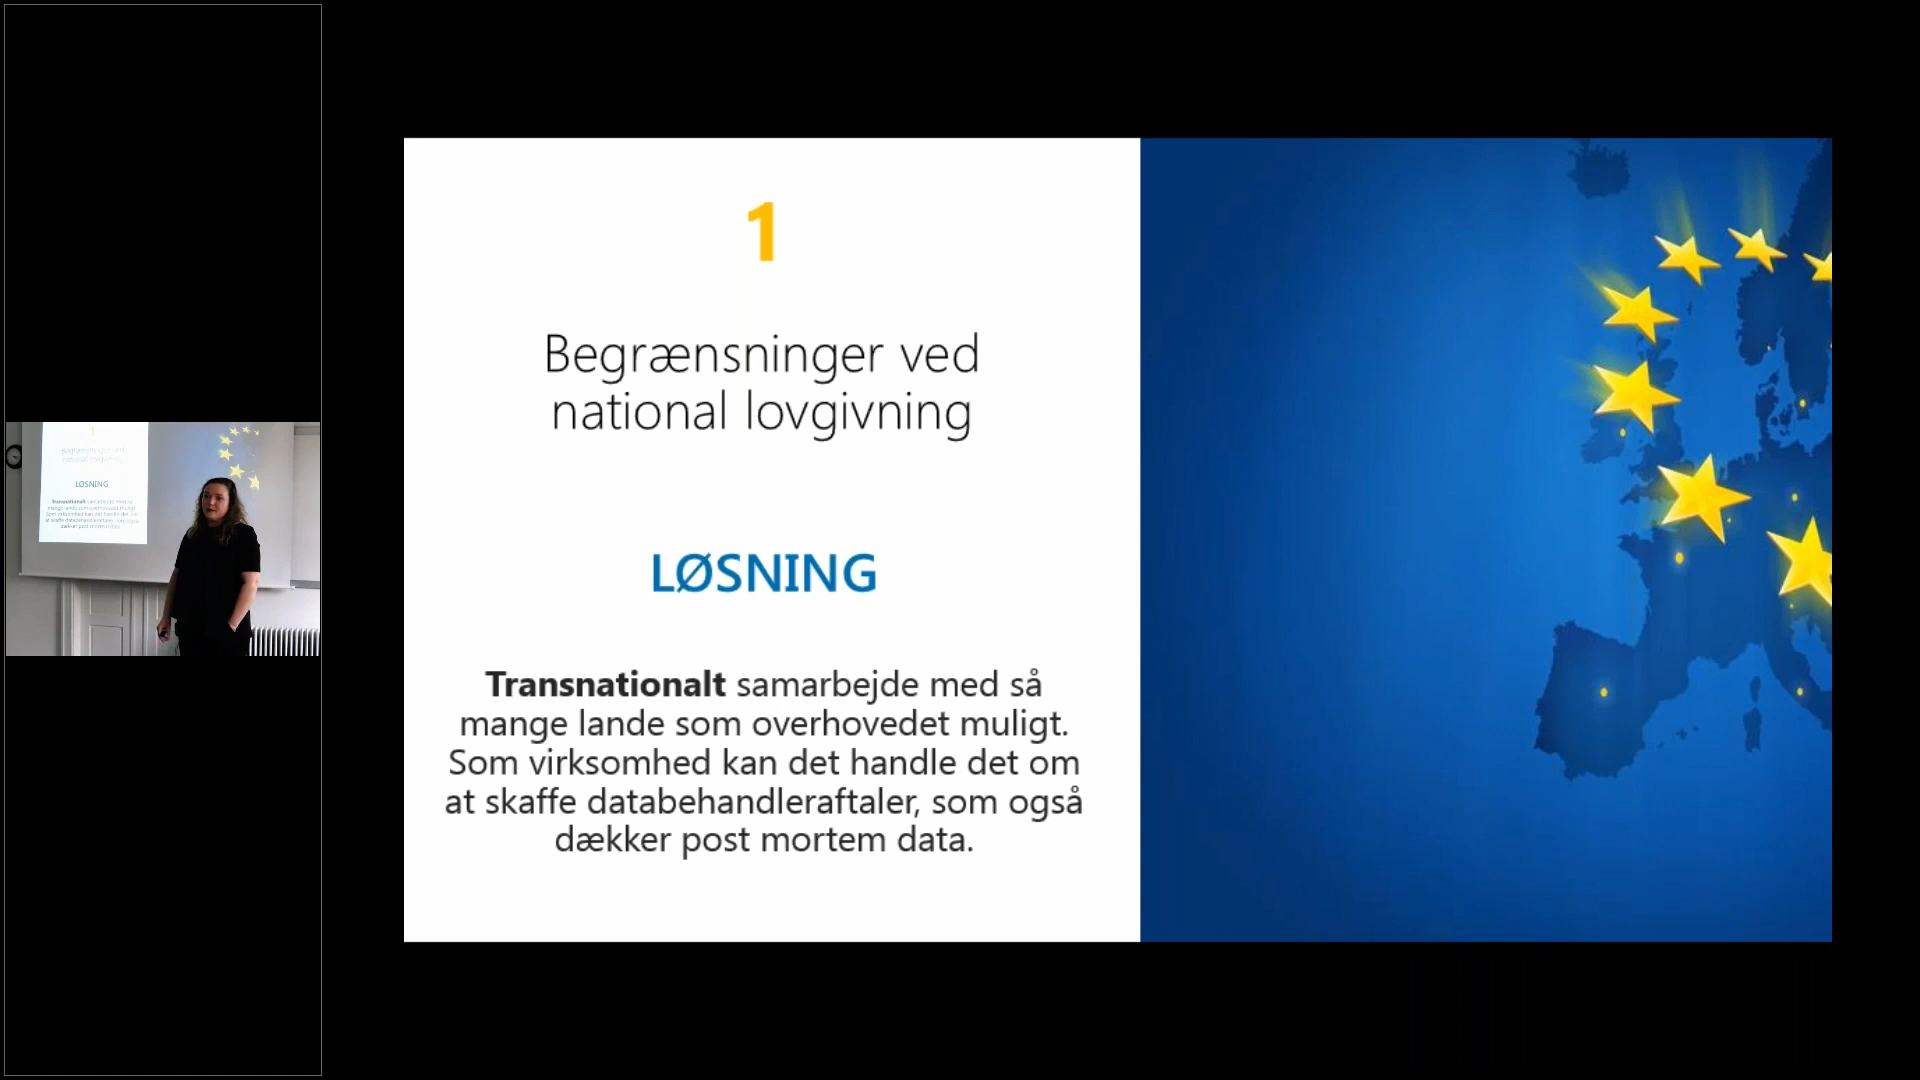 1
Begrænsninger ved
national lovgivning
LØSNING
Transnationalt samarbejde med så
mange lande som overhovedet muligt.
Som virksomhed kan det handle det om
at skaffe databehandleraftaler, som også
dækker post mortem data.
LØSNING